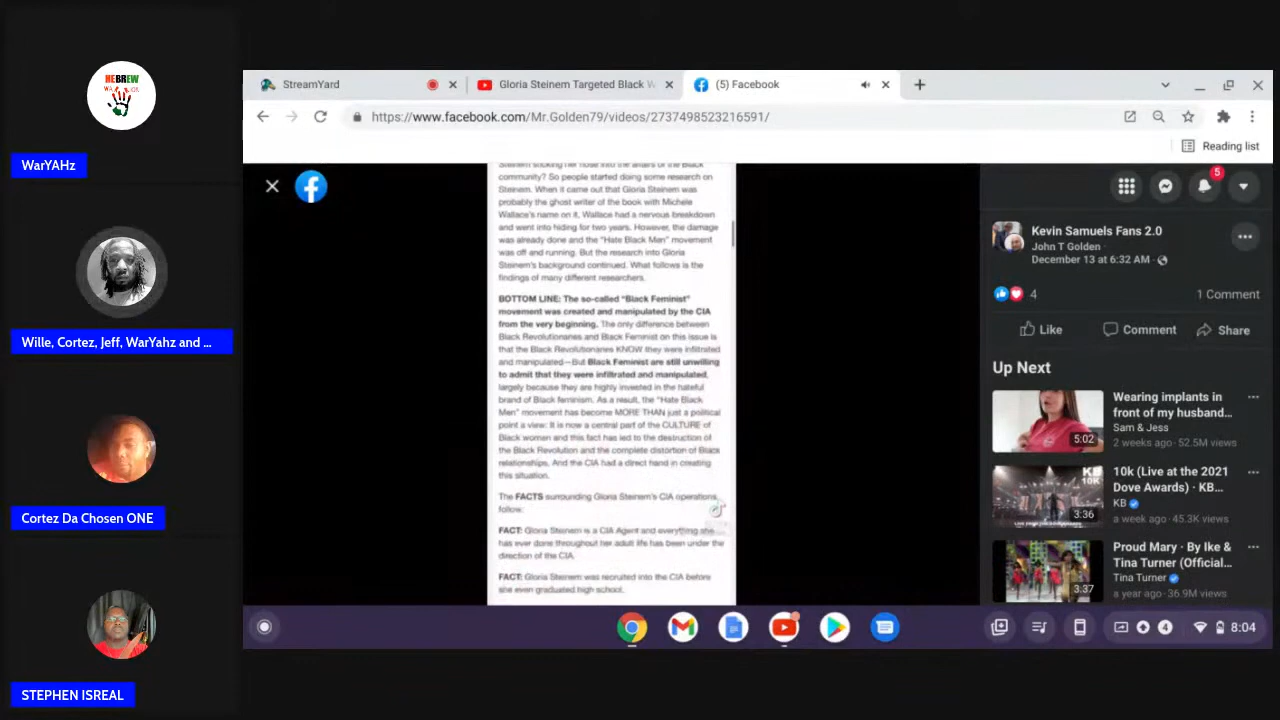 HEBREW
WarYAHz
Wille, Cortez, Jeff, WarYahz and ...
Cortez Da Chosen ONE
STEPHEN ISREAL
StreamYard
Gloria Steinem Targeted Black W
(5) Facebook
https://www.facebook.com/Mr.Golden79/videos/2737498523216591/
Reading list
Steinem sticking her nose into the affairs of the Black
community? So people started doing some research on
Steinem. When it came out that Gloria Steinem was
probably the ghost writer of the book with Michele
Wallace's name on it, Wallace had a nervous breakdown
and went into hiding for two years. However, the damage
was already done and the "Hate Black Men" movement
was off and running. But the research into Gloria
Steinem's background continued. What follows is the
findings of many different researchers.
BOTTOM LINE: The so-called "Black Feminist"
movement was created and manipulated by the CIA
from the very beginning. The only difference between
Black Revolutionaries and Black Feminist on this issue is
that the Black Revolutionaries KNOW they were infiltrated
and manipulated—But Black Feminist are still unwilling
to admit that they were infiltrated and manipulated,
largely because they are highly invested in the hateful
brand of Black feminism. As a result, the "Hate Black
Men" movement has become MORE THAN just a political
point a view: It is now a central part of the CULTURE of
Black women and this fact has led to the destruction of
the Black Revolution and the complete distortion of Black
relationships. And the CIA had a direct hand in creating
this situation.
The FACTS surrounding Gloria Steinem's CIA operations
follow:
FACT: Gloria Steinem is a CIA Agent and everything she
has ever done throughout her adult life has been under the
direction of the CIA.
FACT: Gloria Steinem was recruited into the CIA before
she even graduated high school.
5
Kevin Samuels Fans 2.0
John T Golden ·
December 13 at 6:32 AM ·
4
1 Comment
Like
Comment
Share
Up Next
5:02
Wearing implants in
front of my husband...
Sam & Jess
2 weeks ago · 52.5M views
KB
10K
3:36
10k (Live at the 2021
Dove Awards) · KB...
KB
a week ago · 45.3K views
3:37
Proud Mary · By Ike &
Tina Turner (Official...
Tina Turner
a year ago · 36.9M views
4
8:04